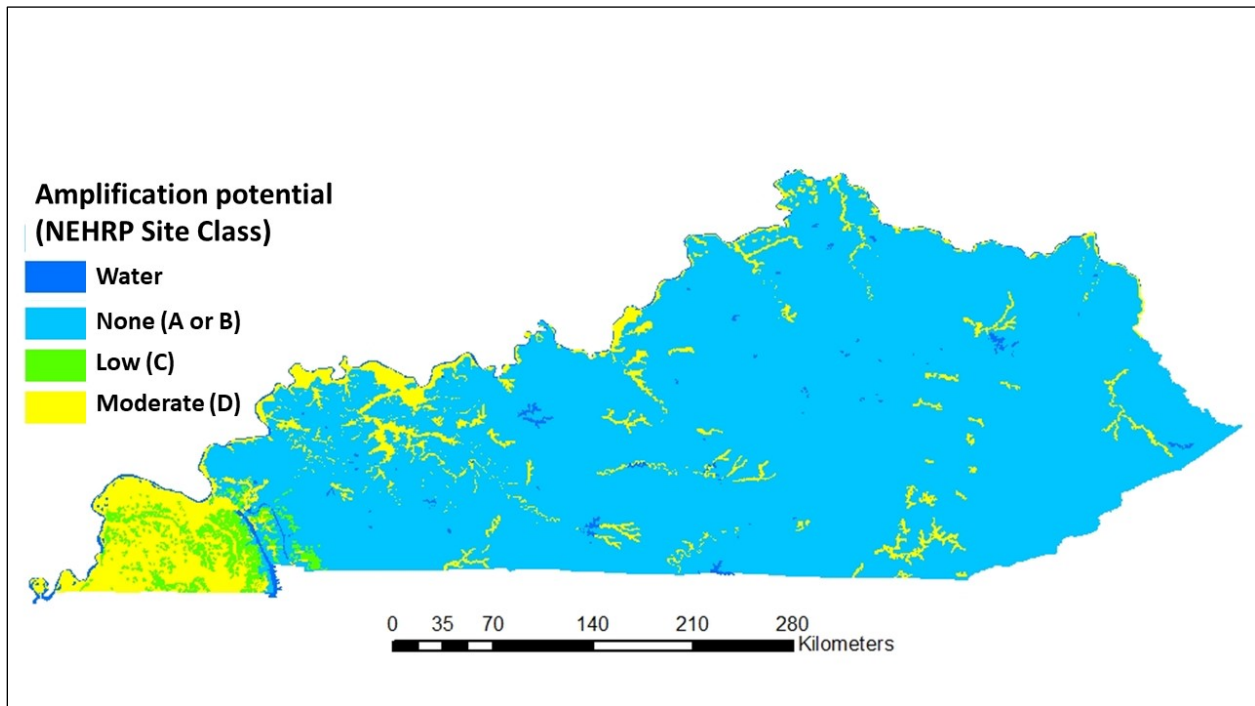 Amplification potential
(NEHRP Site Class)
Water
None (A or B)
Low (C)
Moderate (D)
0 35 70 140 210 280
Kilometers